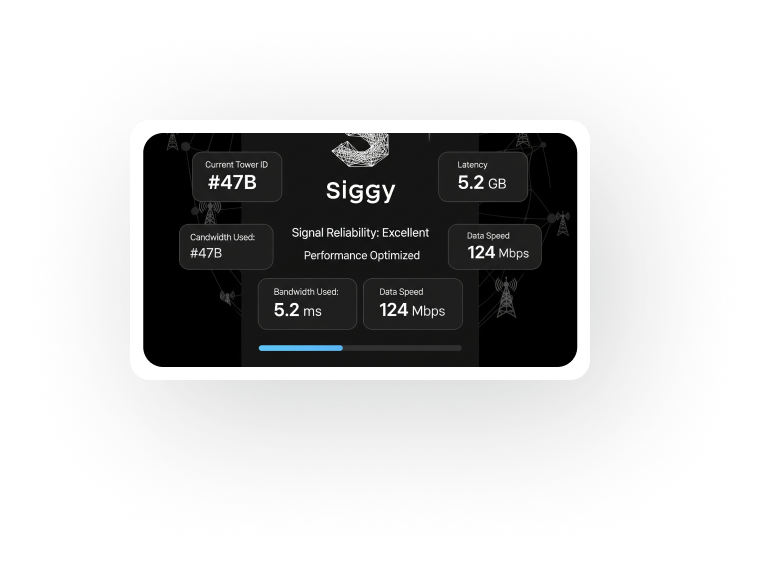 Current Tower ID
#47B
Latency
5.2 GB
Siggy
Candwidth Used:
#47B
Signal Reliability: Excellent
Performance Optimized
Data Speed
124 Mbps
Bandwidth Used:
5.2 ms
Data Speed
124 Mbps